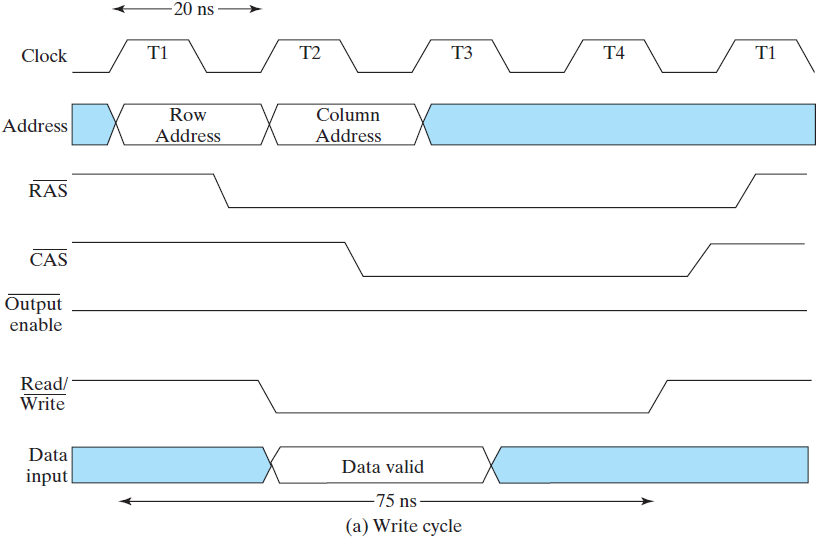 20 ns
Clock T1 T2 T3 T4 T1
Address
Row
Address
Column
Address
RAS
CAS
Output
enable
Read/
Write
Data
input
Data valid
75 ns
(a) Write cycle